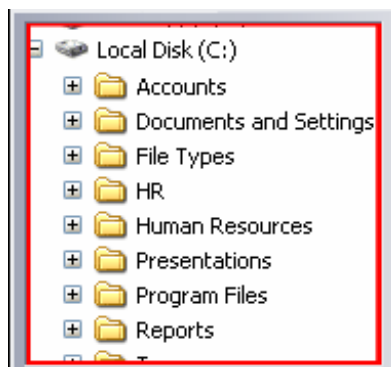 Local Disk (C:)
Accounts
Documents and Settings
File Types
HR
Human Resources
Presentations
Program Files
Reports